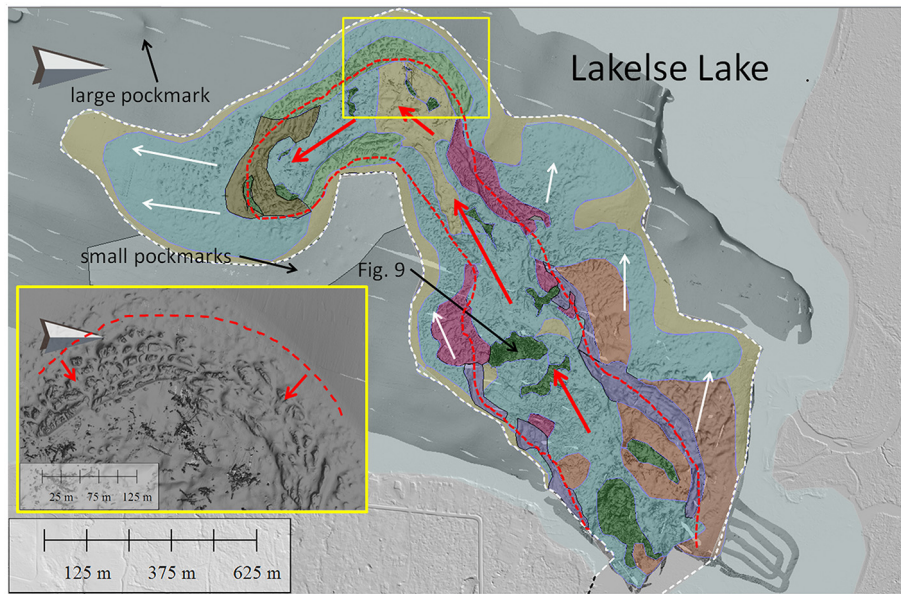 Lakelse Lake
large pockmark
small pockmarks
Fig. 9
25 m 75 m 125 m
125 m 375 m 625 m